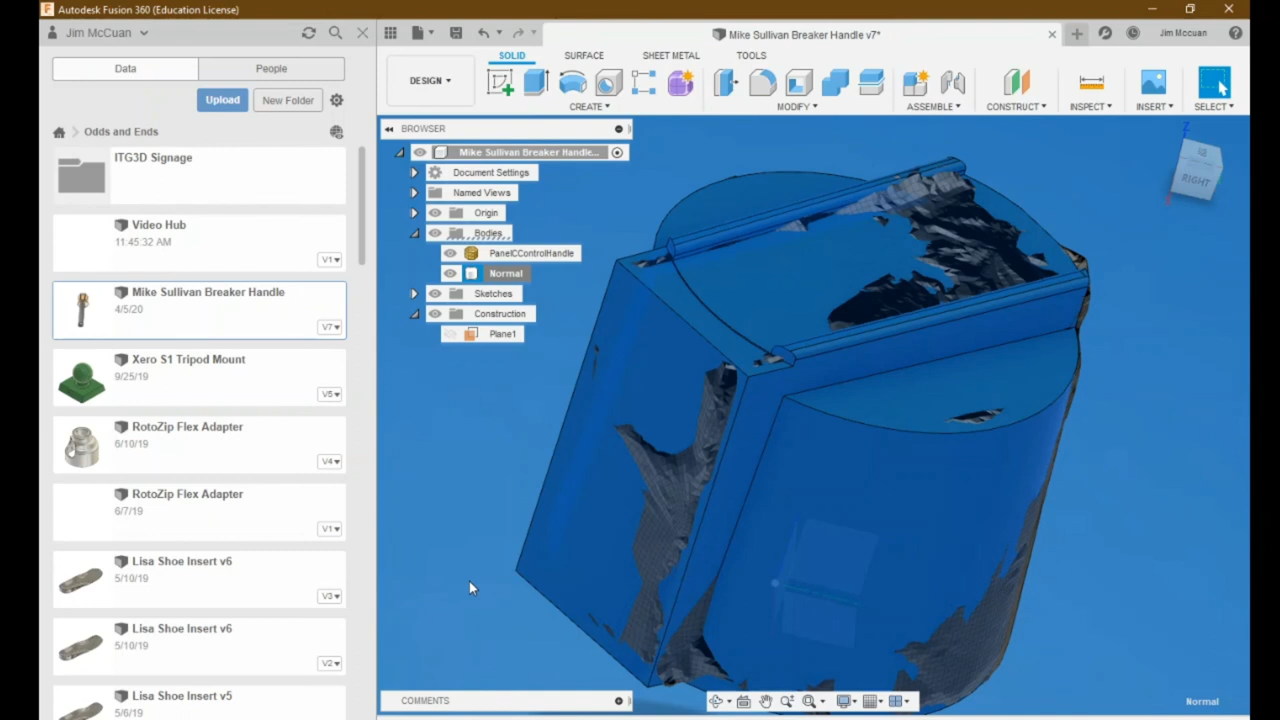 Autodesk Fusion 360 (Education License)
Jim McCuan
Mike Sullivan Breaker Handle v7*
Jim Mccuan
Data
People
Upload
New Folder
Odds and Ends
ITG3D Signage
Video Hub
11:45:32 AM
V1
Mike Sullivan Breaker Handle
4/5/20
V7
Xero S1 Tripod Mount
9/25/19
V5
RotoZip Flex Adapter
6/10/19
V4
RotoZip Flex Adapter
6/7/19
V1
Lisa Shoe Insert v6
5/10/19
V3
Lisa Shoe Insert v6
5/10/19
V2
Lisa Shoe Insert v5
5/6/19
DESIGN
SOLID
SURFACE
SHEET METAL
TOOLS
CREATE
MODIFY
ASSEMBLE
CONSTRUCT
INSPECT
INSERT
SELECT
BROWSER
Mike Sullivan Breaker Handle...
Document Settings
Named Views
Origin
Bodies
PanelCControlHandle
Normal
Sketches
Construction
Plane1
Z
RIGHT
COMMENTS
Normal